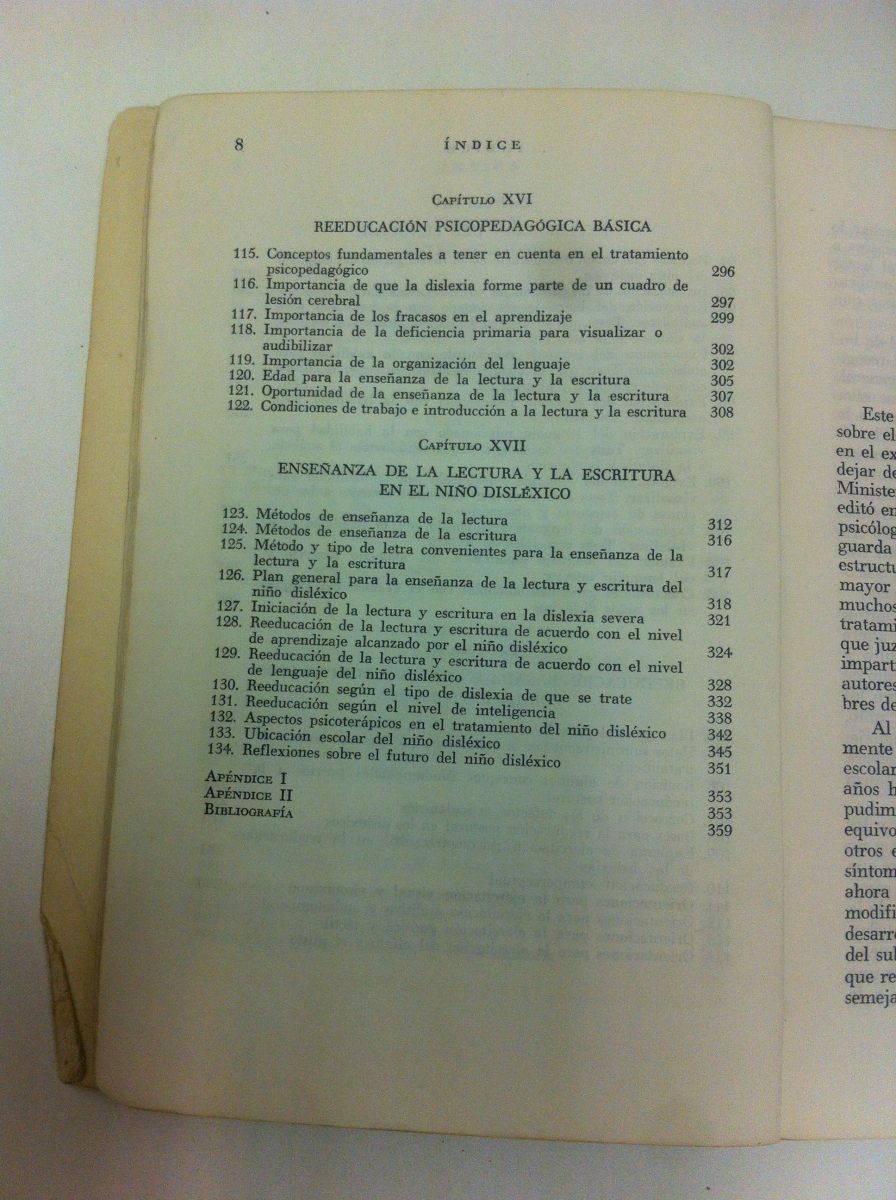 8 ÍNDICE
Capítulo XVI
REEDUCACIÓN PSICOPEDAGÓGICA BÁSICA
115. Conceptos fundamentales a tener en cuenta en el tratamiento
psicopedagógico 296
116. Importancia de que la dislexia forme parte de un cuadro de
lesión cerebral 297
117. Importancia de los fracasos en el aprendizaje 299
118. Importancia de la deficiencia primaria para visualizar o
audibilizar 302
119. Importancia de la organización del lenguaje 302
120. Edad para la enseñanza de la lectura y la escritura 305
121. Oportunidad de la enseñanza de la lectura y la escritura 307
122. Condiciones de trabajo e introducción a la lectura y la escritura 308
Capítulo XVII
ENSEÑANZA DE LA LECTURA Y LA ESCRITURA
EN EL NIÑO DISLÉXICO
123. Métodos de enseñanza de la lectura 312
124. Métodos de enseñanza de la escritura 316
125. Método y tipo de letra convenientes para la enseñanza de la
lectura y la escritura 317
126. Plan general para la enseñanza de la lectura y escritura del
niño disléxico 318
127. Iniciación de la lectura y escritura en la dislexia severa 321
128. Reeducación de la lectura y escritura de acuerdo con el nivel
de aprendizaje alcanzado por el niño disléxico 324
129. Reeducación de la lectura y escritura de acuerdo con el nivel
de lenguaje del niño disléxico 328
130. Reeducación según el tipo de dislexia de que se trate 332
131. Reeducación según el nivel de inteligencia 338
132. Aspectos psicoterápicos en el tratamiento del niño disléxico 342
133. Ubicación escolar del niño disléxico 345
134. Reflexiones sobre el futuro del niño disléxico 351
Apéndice I 353
Apéndice II 353
Bibliografía 359
Este
sobre el
en el ex
dejar de
Ministe
editó en
psicólog
guarda
estructu
mayor
muchos
tratami
que juz
imparti
autores
bres de
Al
mente
escolar
años h
pudim
equivo
otros e
síntom
ahora
modifi
desarro
del sub
que re
semeja